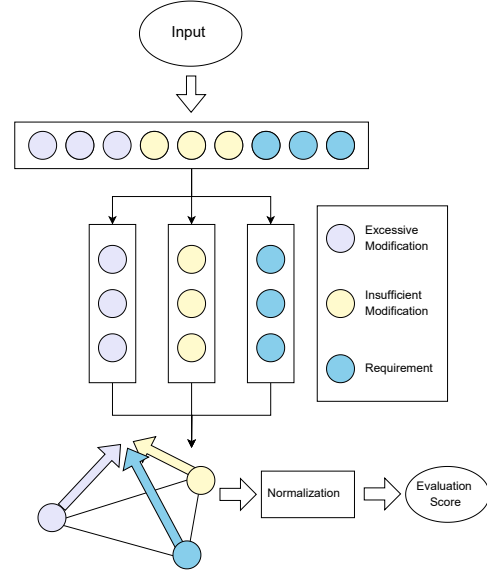 Input
Excessive
Modification
Insufficient
Modification
Requirement
Normalization
Evaluation
Score